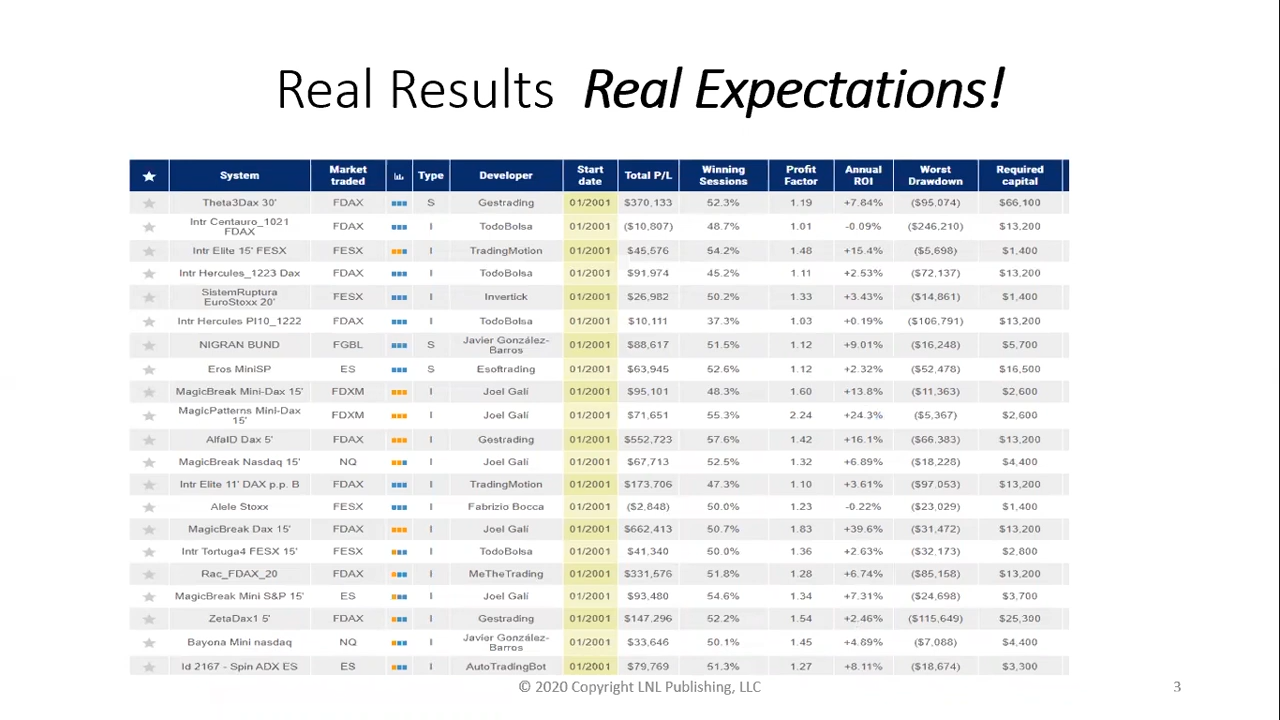 Real Results Real Expectations!
★ System Market traded Type Developer Start date Total P/L Winning Sessions Profit Factor Annual ROI Worst Drawdown Required capital
Theta3Dax 30' FDAX S Gestrading 01/2001 $370,133 52.3% 1.19 +7.84% ($95,074) $66,100
Intr Centauro_1021 FDAX FDAX I TodoBolsa 01/2001 ($10,807) 48.7% 1.01 -0.09% ($246,210) $13,200
Intr Elite 15' FESX FESX I TradingMotion 01/2001 $45,576 54.2% 1.48 +15.4% ($5,698) $1,400
Intr Hercules_1223 Dax FDAX I TodoBolsa 01/2001 $91,974 45.2% 1.11 +2.53% ($72,137) $13,200
SistemRuptura EuroStoxx 20' FESX I Invertick 01/2001 $26,982 50.2% 1.33 +3.43% ($14,861) $1,400
Intr Hercules PI10_1222 FDAX I TodoBolsa 01/2001 $10,111 37.3% 1.03 +0.19% ($106,791) $13,200
NIGRAN BUND FGBL S Javier González-Barros 01/2001 $88,617 51.5% 1.12 +9.01% ($16,248) $5,700
Eros MiniSP ES S Esoftrading 01/2001 $63,945 52.6% 1.12 +2.32% ($52,478) $16,500
MagicBreak Mini-Dax 15' FDXM I Joel Galí 01/2001 $95,101 48.3% 1.60 +13.8% ($11,363) $2,600
MagicPatterns Mini-Dax 15' FDXM I Joel Galí 01/2001 $71,651 55.3% 2.24 +24.3% ($5,367) $2,600
AlfaID Dax 5' FDAX I Gestrading 01/2001 $552,723 57.6% 1.42 +16.1% ($66,383) $13,200
MagicBreak Nasdaq 15' NQ I Joel Galí 01/2001 $67,713 52.5% 1.32 +6.89% ($18,228) $4,400
Intr Elite 11' DAX p.p. B FDAX I TradingMotion 01/2001 $173,706 47.3% 1.10 +3.61% ($97,053) $13,200
Alele Stoxx FESX I Fabrizio Bocca 01/2001 ($2,848) 50.0% 1.23 -0.22% ($23,029) $1,400
MagicBreak Dax 15' FDAX I Joel Galí 01/2001 $662,413 50.7% 1.83 +39.6% ($31,472) $13,200
Intr Tortuga4 FESX 15' FESX I TodoBolsa 01/2001 $41,340 50.0% 1.36 +2.63% ($32,173) $2,800
Rac_FDAX_20 FDAX I MeTheTrading 01/2001 $331,576 51.8% 1.28 +6.74% ($85,158) $13,200
MagicBreak Mini S&P 15' ES I Joel Galí 01/2001 $93,480 54.6% 1.34 +7.31% ($24,698) $3,700
ZetaDax1 5' FDAX I Gestrading 01/2001 $147,296 52.2% 1.54 +2.46% ($115,649) $25,300
Bayona Mini nasdaq NQ I Javier González-Barros 01/2001 $33,646 50.1% 1.45 +4.89% ($7,088) $4,400
Id 2167 - Spin ADX ES ES I AutoTradingBot 01/2001 $79,769 51.3% 1.27 +8.11% ($18,674) $3,300
© 2020 Copyright LNL Publishing, LLC 3